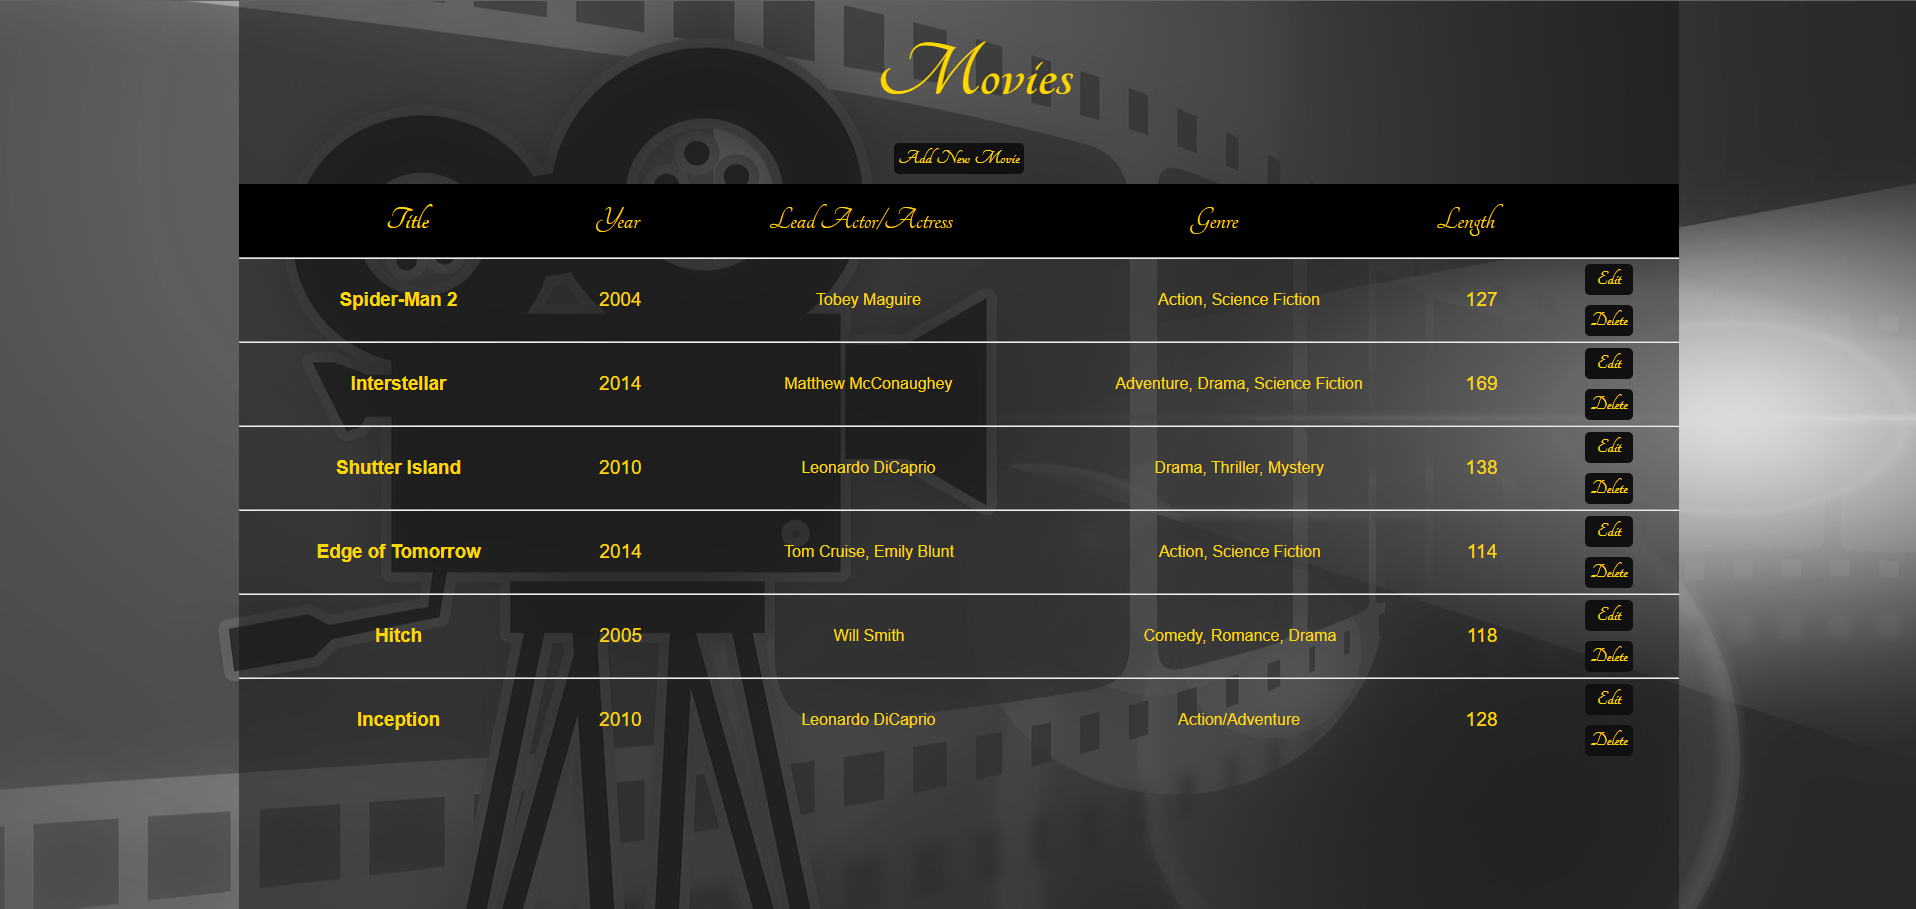 Movies
Add New Movie
Title Year Lead Actor/Actress Genre Length
Spider-Man 2 2004 Tobey Maguire Action, Science Fiction 127 Edit
Delete
Interstellar 2014 Matthew McConaughey Adventure, Drama, Science Fiction 169 Edit
Delete
Shutter Island 2010 Leonardo DiCaprio Drama, Thriller, Mystery 138 Edit
Delete
Edge of Tomorrow 2014 Tom Cruise, Emily Blunt Action, Science Fiction 114 Edit
Delete
Hitch 2005 Will Smith Comedy, Romance, Drama 118 Edit
Delete
Inception 2010 Leonardo DiCaprio Action/Adventure 128 Edit
Delete